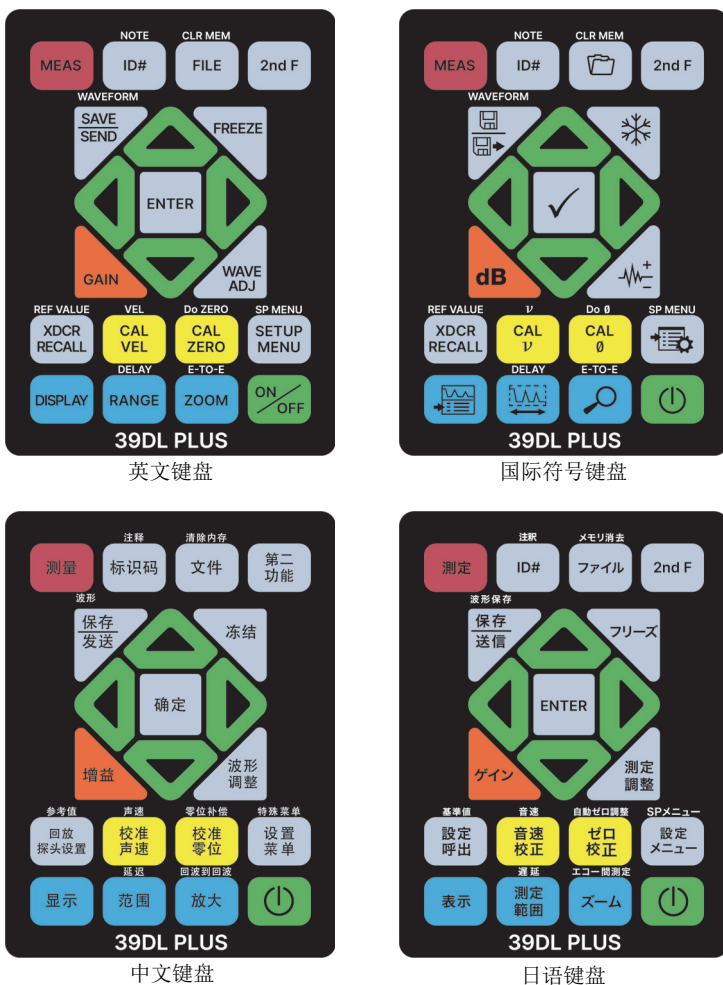 NOTE CLR MEM
MEAS ID# FILE 2nd F
WAVEFORM
SAVE
SEND
FREEZE
ENTER
GAIN
WAVE
ADJ
REF VALUE VEL Do ZERO SP MENU
XDCR
RECALL
CAL
VEL
CAL
ZERO
SETUP
MENU
DELAY E-TO-E
DISPLAY RANGE ZOOM
ON
OFF
39DL PLUS
英文键盘
NOTE CLR MEM
MEAS ID# 2nd F
WAVEFORM
dB
REF VALUE ν Do Ø SP MENU
XDCR
RECALL
CAL
ν
CAL
Ø
DELAY E-TO-E
39DL PLUS
国际符号键盘
注释 清除内存
测量 标识码 文件
第二
功能
波形
保存
发送
冻结
确定
增益
波形
调整
参考值 声速 零位补偿 特殊菜单
回放
探头设置
校准
声速
校准
零位
设置
菜单
延迟 回波到回波
显示 范围 放大
39DL PLUS
中文键盘
注釈 メモリ消去
測定 ID# ファイル 2nd F
波形保存
保存
送信
フリーズ
ENTER
ゲイン
測定
調整
基準値 音速 自動ゼロ調整 SPメニュー
設定
呼出
音速
校正
ゼロ
校正
設定
メニュー
遅延 エコー間測定
表示
測定
範囲
ズーム
39DL PLUS
日语键盘